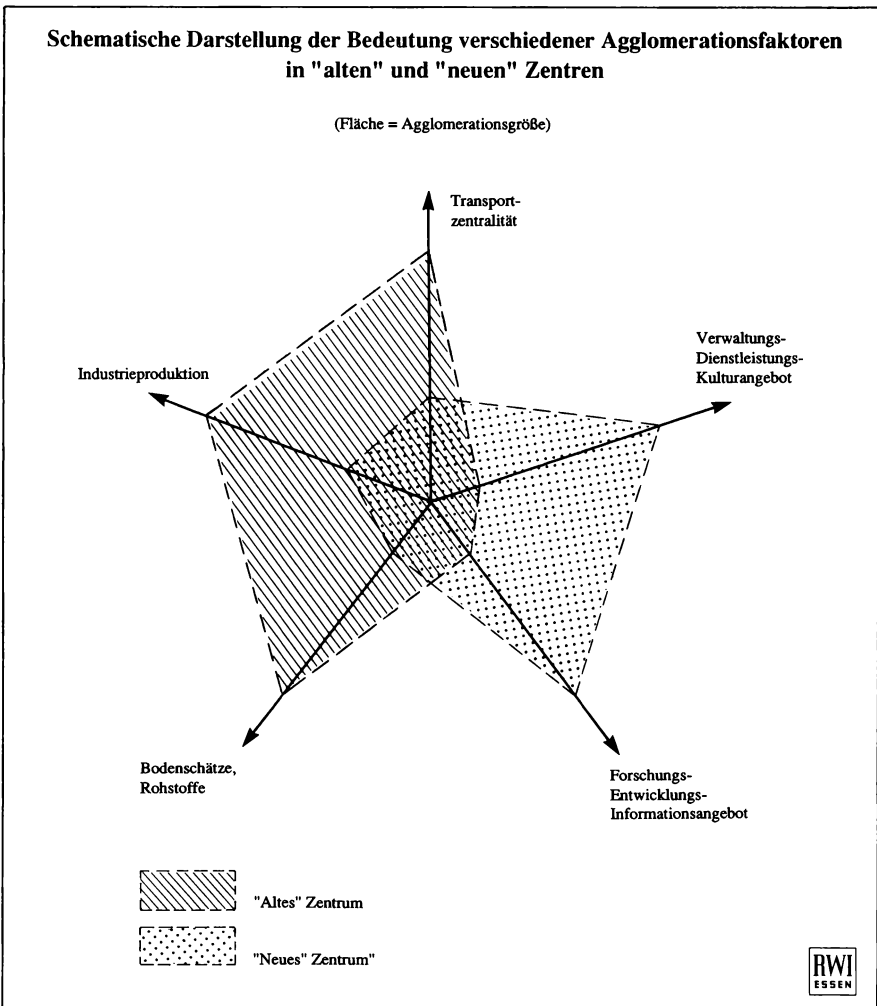 Schematische Darstellung der Bedeutung verschiedener Agglomerationsfaktoren
in "alten" und "neuen" Zentren
(Fläche = Agglomerationsgröße)
Transport-
zentralität
Verwaltungs-
Dienstleistungs-
Kulturangebot
Industrieproduktion
Bodenschätze,
Rohstoffe
Forschungs-
Entwicklungs-
Informationsangebot
"Altes" Zentrum
"Neues" Zentrum"
RWI
ESSEN